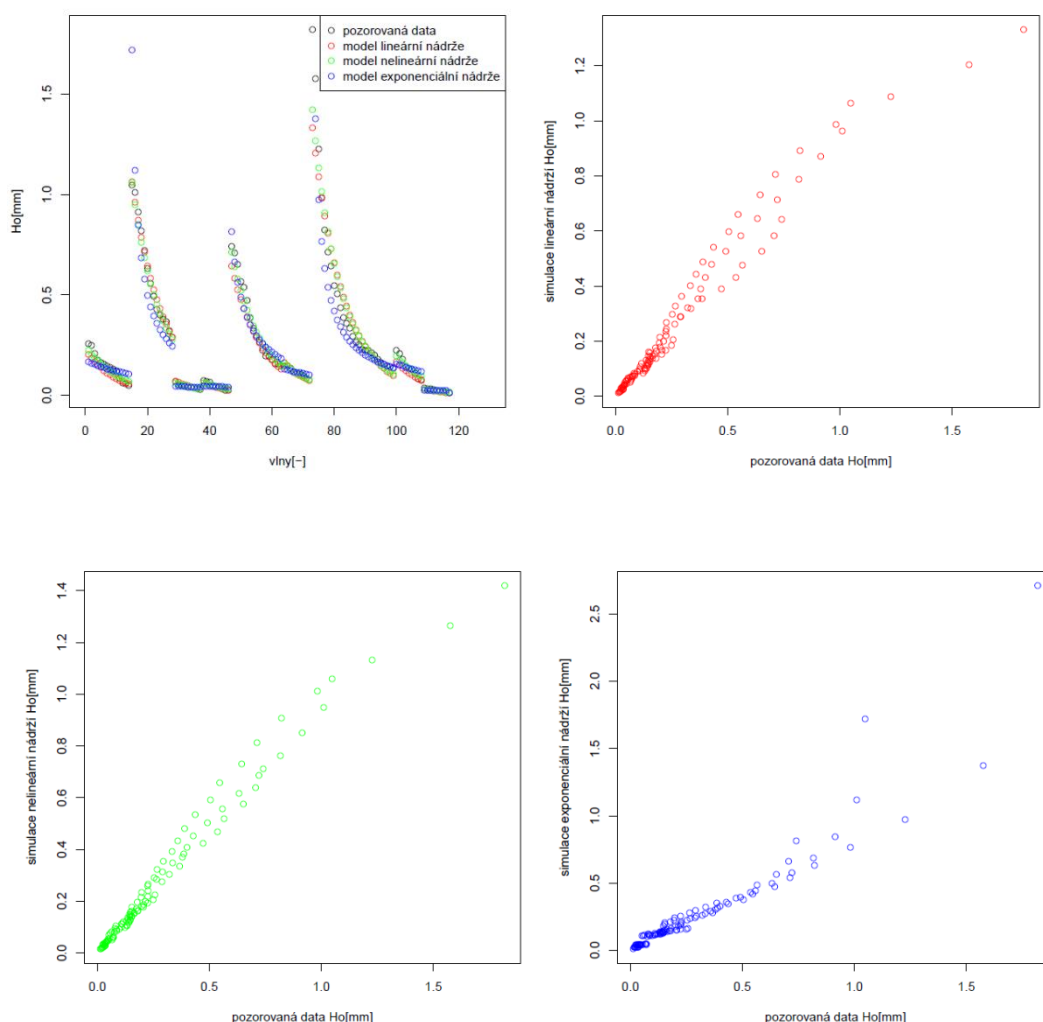 pozorovaná data
model lineární nádrže
model nelineární nádrže
model exponenciální nádrže
Ho[mm]
0.0
0.5
1.0
1.5
0 20 40 60 80 100 120
vlny[−]
simulace lineární nádrží Ho[mm]
0.0 0.2 0.4 0.6 0.8 1.0 1.2
0.0 0.5 1.0 1.5
pozorovaná data Ho[mm]
simulace nelineární nádrží Ho[mm]
0.0 0.2 0.4 0.6 0.8 1.0 1.2 1.4
0.0 0.5 1.0 1.5
pozorovaná data Ho[mm]
simulace exponenciální nádrží Ho[mm]
0.0 0.5 1.0 1.5 2.0 2.5
0.0 0.5 1.0 1.5
pozorovaná data Ho[mm]